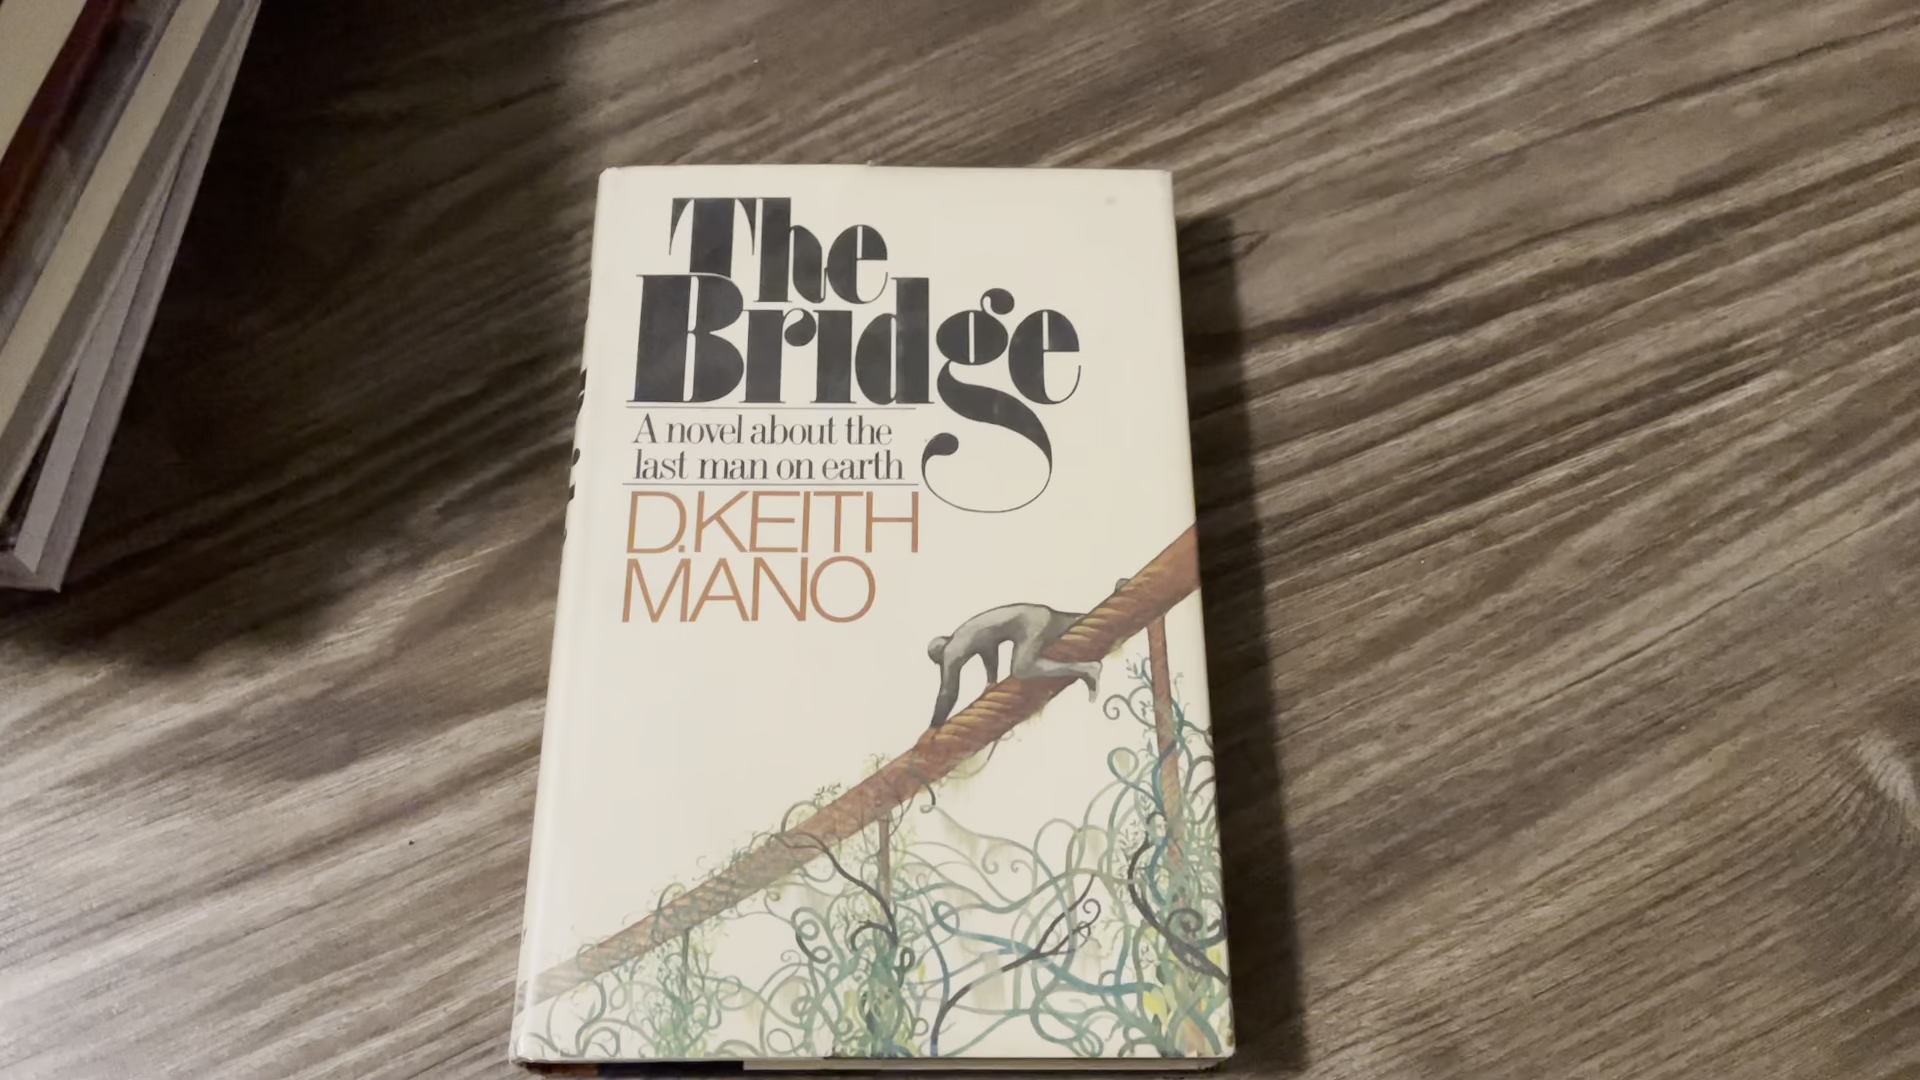 The
Bridge
A novel about the
last man on earth
D.KEITH
MANO